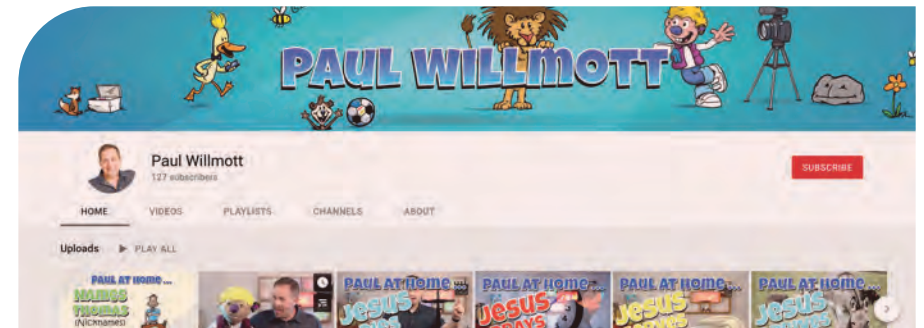 PAUL WILLMOTT
Paul Willmott
127 subscribers
SUBSCRIBE
HOME VIDEOS PLAYLISTS CHANNELS ABOUT
Uploads PLAY ALL
PAUL AT HOME ... PAUL AT HOME ... PAUL AT HOME ... PAUL AT HOME ... PAUL AT HOME ...
NAMES JESUS JESUS JESUS JESUS
THOMAS PRAYS
(Nicknames)